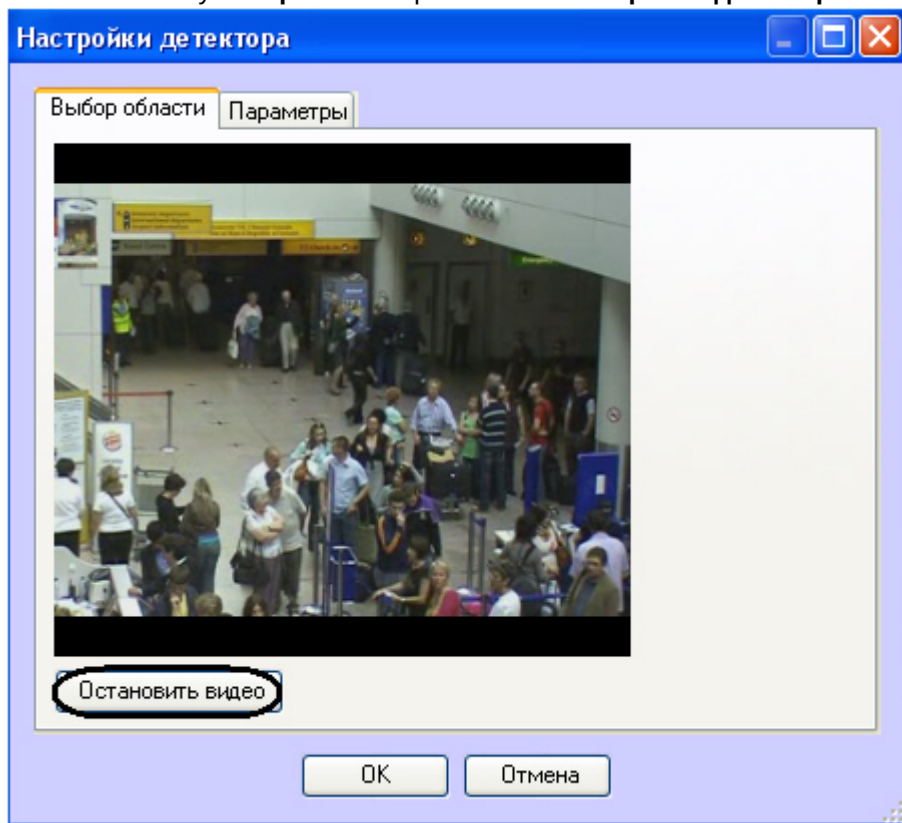 Настройки детектора
Выбор области
Параметры
Остановить видео
OK
Отмена